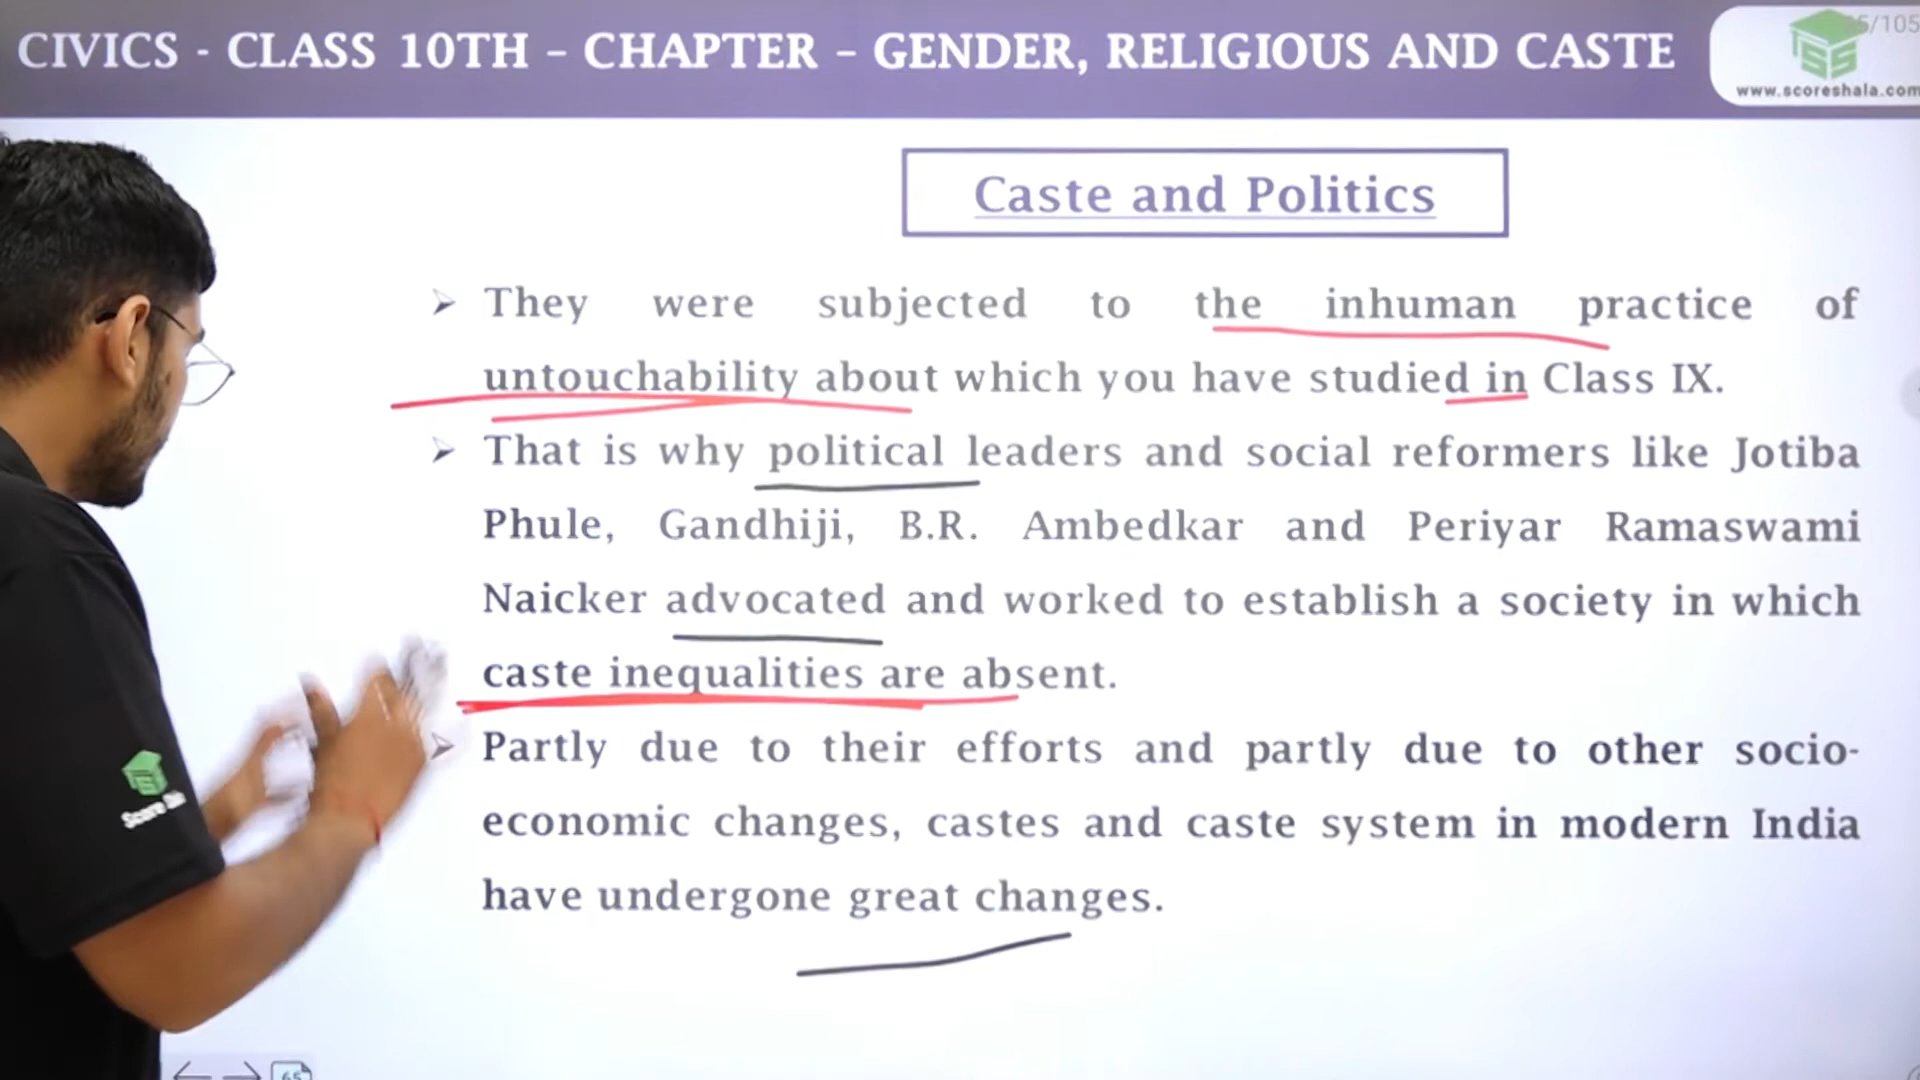 CIVICS - CLASS 10TH – CHAPTER – GENDER, RELIGIOUS AND CASTE
5/105
www.scoreshala.com
Caste and Politics
➢ They were subjected to the inhuman practice of
untouchability about which you have studied in Class IX.
➢ That is why political leaders and social reformers like Jotiba
Phule, Gandhiji, B.R. Ambedkar and Periyar Ramaswami
Naicker advocated and worked to establish a society in which
caste inequalities are absent.
➢ Partly due to their efforts and partly due to other socio-
economic changes, castes and caste system in modern India
have undergone great changes.
Score
65